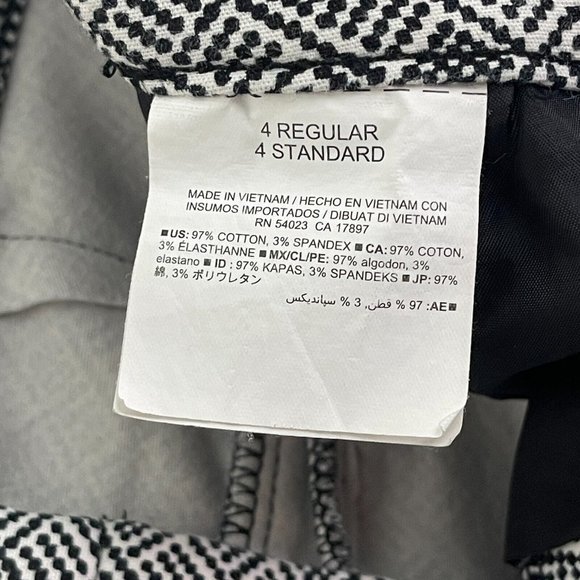 4 REGULAR
4 STANDARD
MADE IN VIETNAM / HECHO EN VIETNAM CON
INSUMOS IMPORTADOS / DIBUAT DI VIETNAM
RN 54023 CA 17897
■US: 97% COTTON, 3% SPANDEX ■CA: 97% COTON,
3% ÉLASTHANNE ■MX/CL/PE: 97% algodon, 3%
elastano ■ID : 97% KAPAS, 3% SPANDEKS ■JP: 97%
綿, 3% ポリウレタン
■AE: 97 % قطن, 3 % سپانديكس